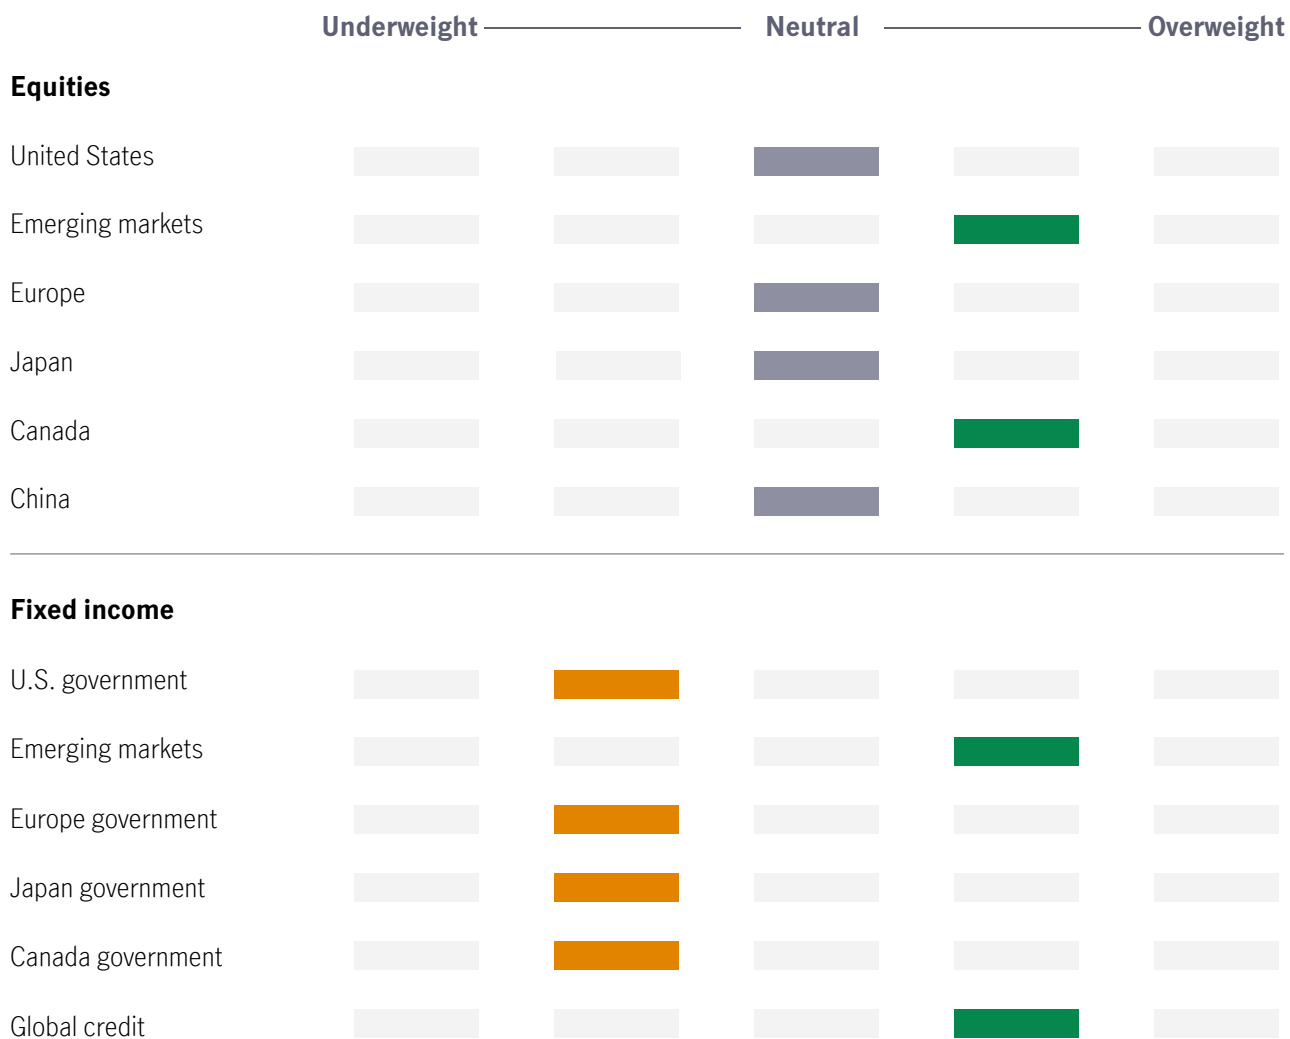 Underweight Neutral Overweight
Equities
United States
Emerging markets
Europe
Japan
Canada
China
Fixed income
U.S. government
Emerging markets
Europe government
Japan government
Canada government
Global credit